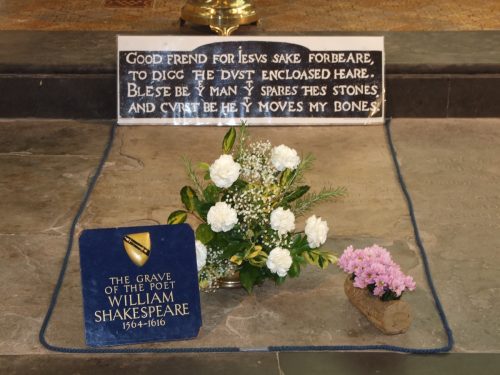 GOOD FREND FOR IESVS SAKE FORBEARE,
TO DIGG THE DVST ENCLOASED HEARE.
BLESE BE Y̔ MAN Y̔ SPARES THES STONES,
AND CVRST BE HE Y̔ MOVES MY BONES.
THE GRAVE
OF THE POET
WILLIAM
SHAKESPEARE
1564-1616